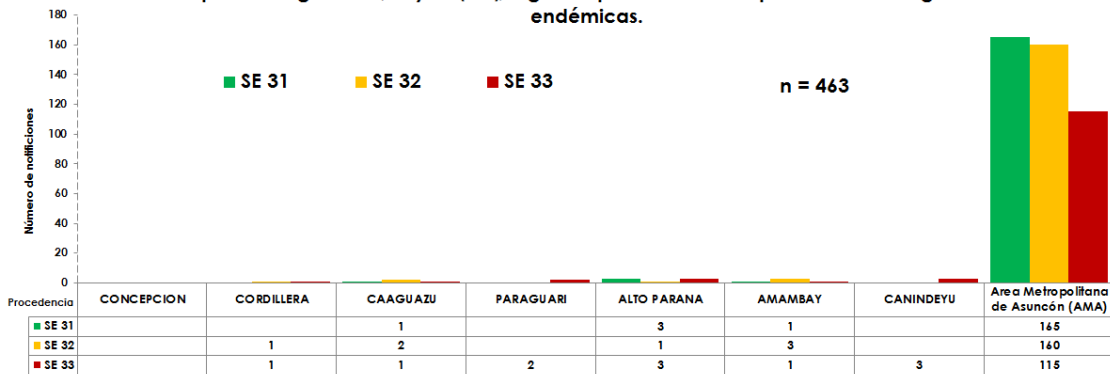 endémicas.
180
160
140
120
100
80
60
40
20
0
Número de notificiones
SE 31 SE 32 SE 33
n = 463
Procedencia CONCEPCION CORDILLERA CAAGUAZU PARAGUARI ALTO PARANA AMAMBAY CANINDEYU Area Metropolitana de Asuncón (AMA)
SE 31 1 3 1 165
SE 32 1 2 1 3 160
SE 33 1 1 2 3 1 3 115